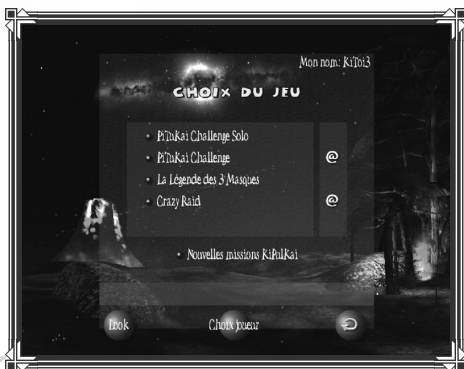 Mon nom: KiToi3
CHOIX DU JEU
PiTuKai Challenge Solo
PiTuKai Challenge @
La Légende des 3 Masques
Crazy Raid @
Nouvelles missions KiPulKai
Look Choix joueur